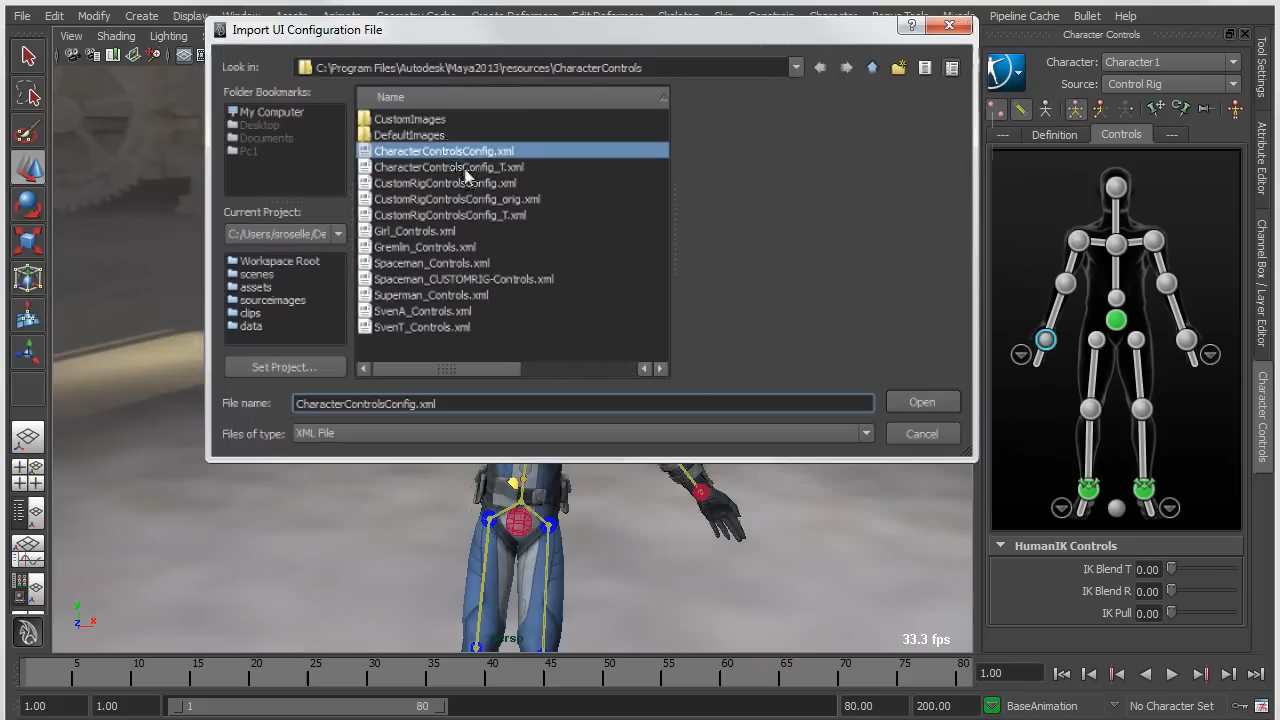 File Edit Modify Create Display Pipeline Cache Bullet Help
Import UI Configuration File
View Shading Lighting
Character Controls
Look in: C:\Program Files\Autodesk\Maya2013\resources\CharacterControls
Character: Character1
Source: Control Rig
Folder Bookmarks:
My Computer
Desktop
Documents
Pc1
Name
CustomImages
DefaultImages
CharacterControlsConfig.xml
CharacterControlsConfig_T.xml
CustomRigControlsConfig.xml
CustomRigControlsConfig_orig.xml
CustomRigControlsConfig_T.xml
Girl_Controls.xml
Gremlin_Controls.xml
Spaceman_Controls.xml
Spaceman_CUSTOMRIG-Controls.xml
Superman_Controls.xml
SvenA_Controls.xml
SvenT_Controls.xml
Current Project:
C:/Users/sroselle/De
Workspace Root
scenes
assets
sourceimages
clips
data
Set Project...
File name: CharacterControlsConfig.xml
Open
Files of type: XML File
Cancel
--- Definition Controls ---
HumanIK Controls
IK Blend T 0.00
IK Blend R 0.00
IK Pull 0.00
Tool Settings
Attribute Editor
Channel Box / Layer Editor
Character Controls
y
z x
persp
33.3 fps
5 10 15 20 25 30 35 40 45 50 55 60 65 70 75 80
1.00
1.00 1.00 1 80 80.00 200.00 BaseAnimation No Character Set